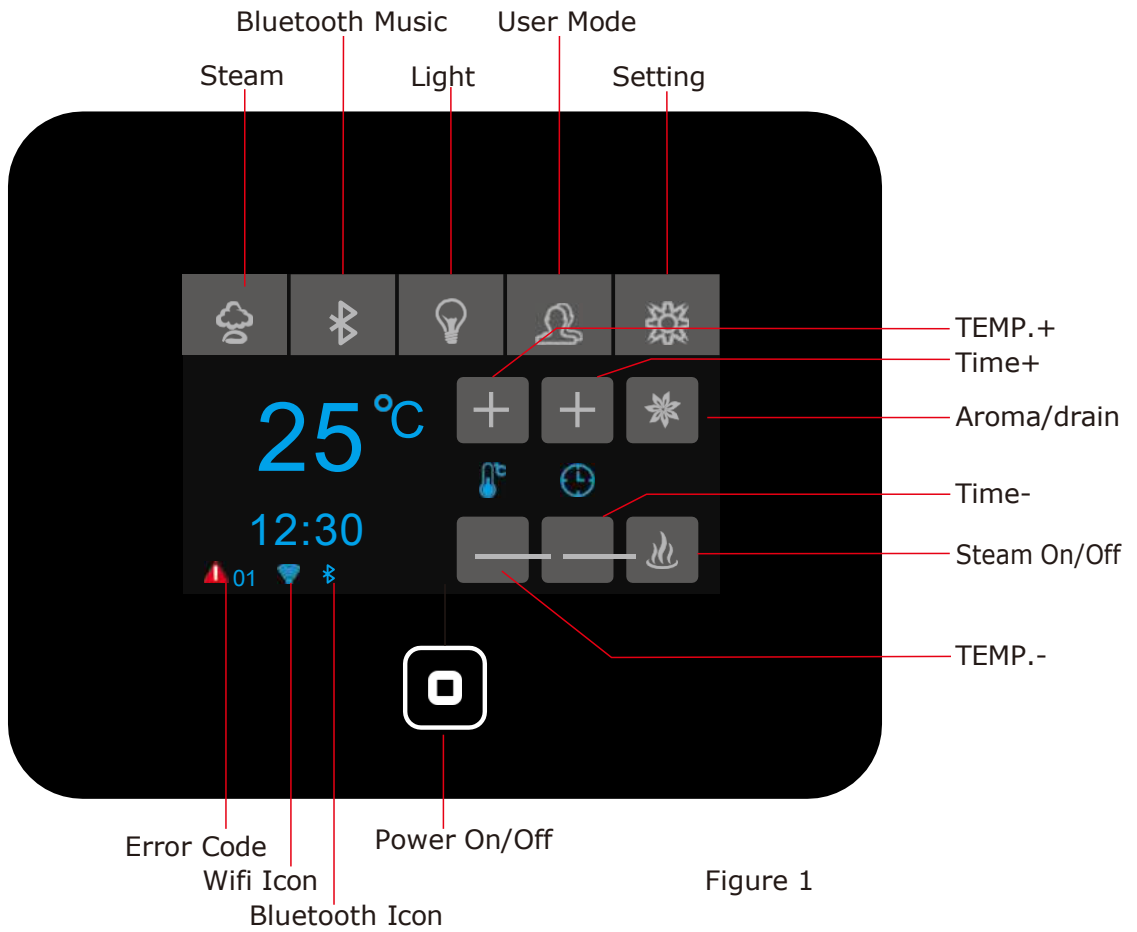 Bluetooth Music User Mode
Steam Light Setting
TEMP.+
Time+
Aroma/drain
25°C
°C
Time-
12:30
Steam On/Off
01
TEMP.-
Error Code Power On/Off
Wifi Icon Figure 1
Bluetooth Icon